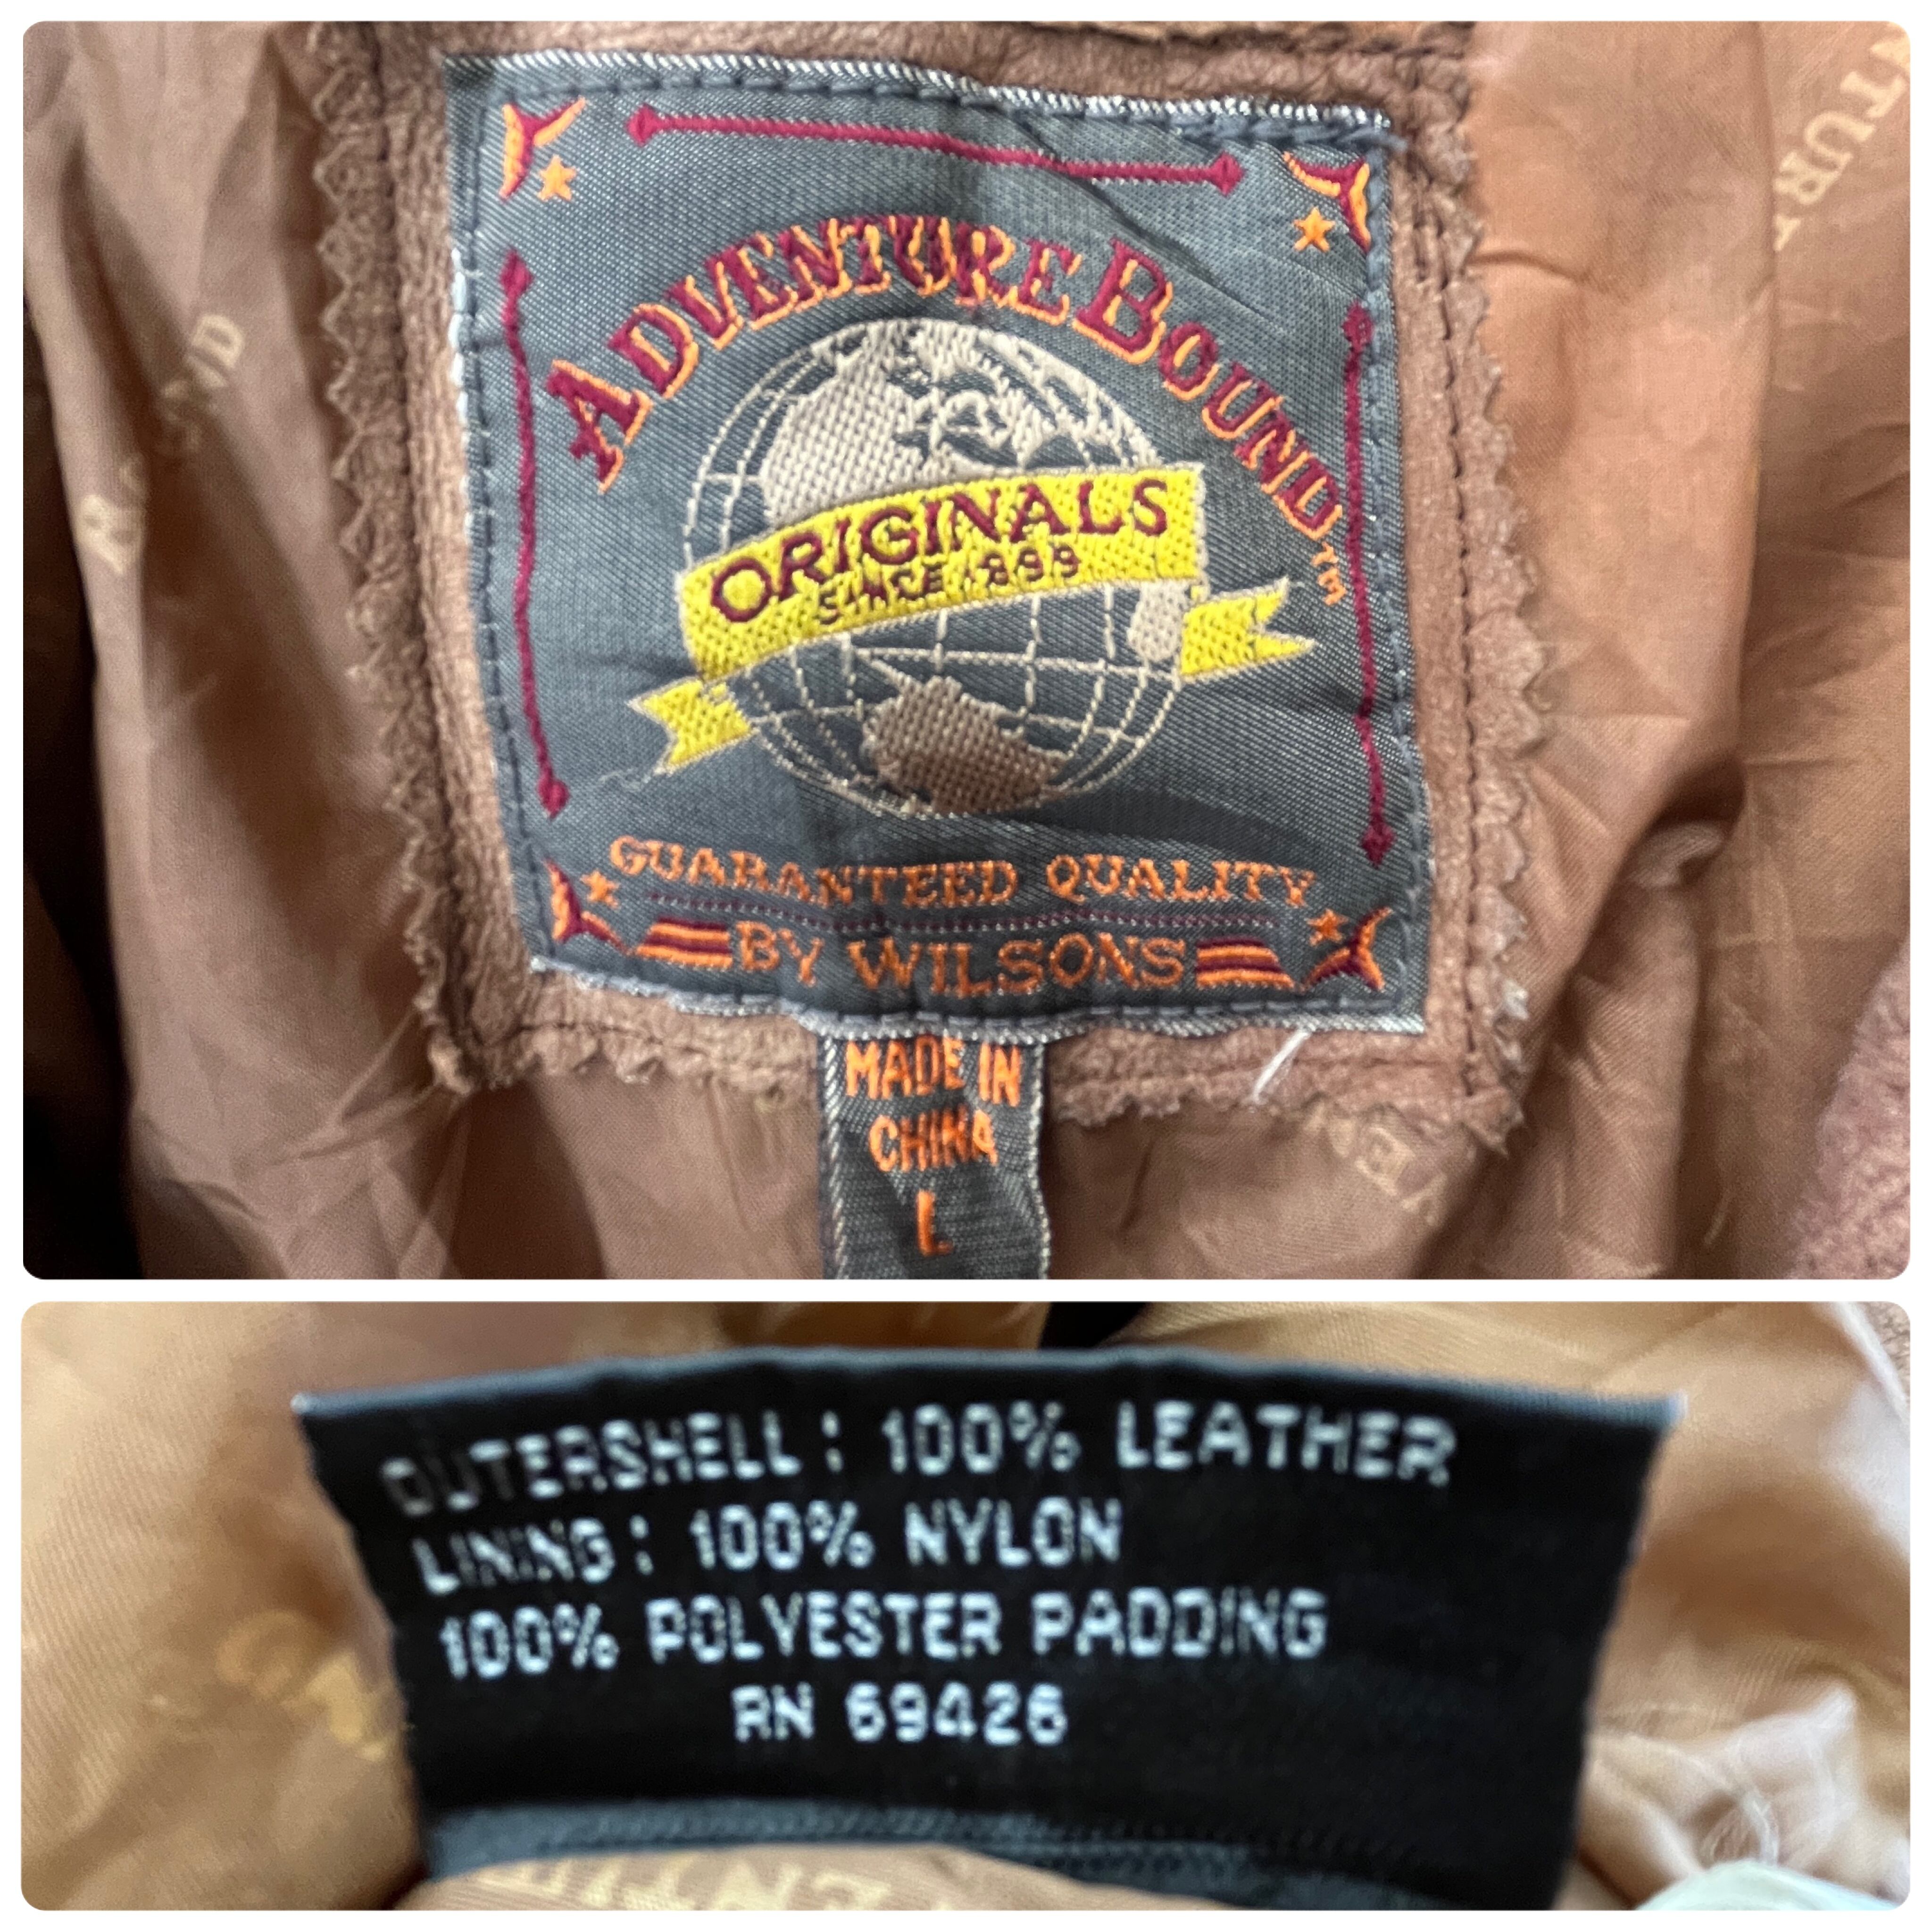 ADVENTURE BOUND™
ORIGINALS
SINCE 1899
GUARANTEED QUALITY
BY WILSONS
MADE IN
CHINA
L
OUTERSHELL: 100% LEATHER
LINING: 100% NYLON
100% POLYESTER PADDING
RN 69426